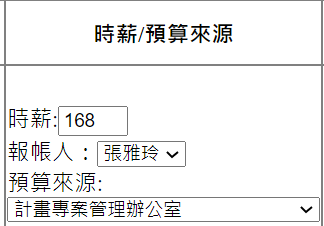 時薪/預算來源
時薪:168
報帳人：張雅玲
預算來源:
計畫專案管理辦公室